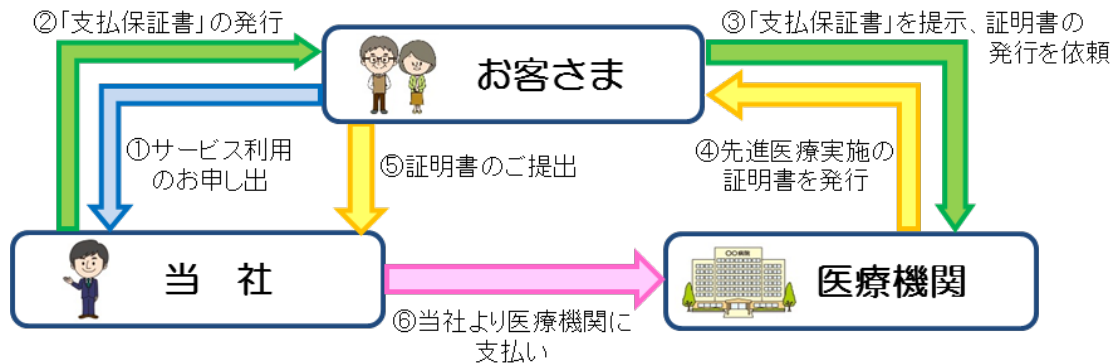 ②「支払保証書」の発行
③「支払保証書」を提示、証明書の
発行を依頼
お客さま
①サービス利用
のお申し出
⑤証明書のご提出
④先進医療実施の
証明書を発行
当 社
〇〇病院
医療機関
⑥当社より医療機関に
支払い